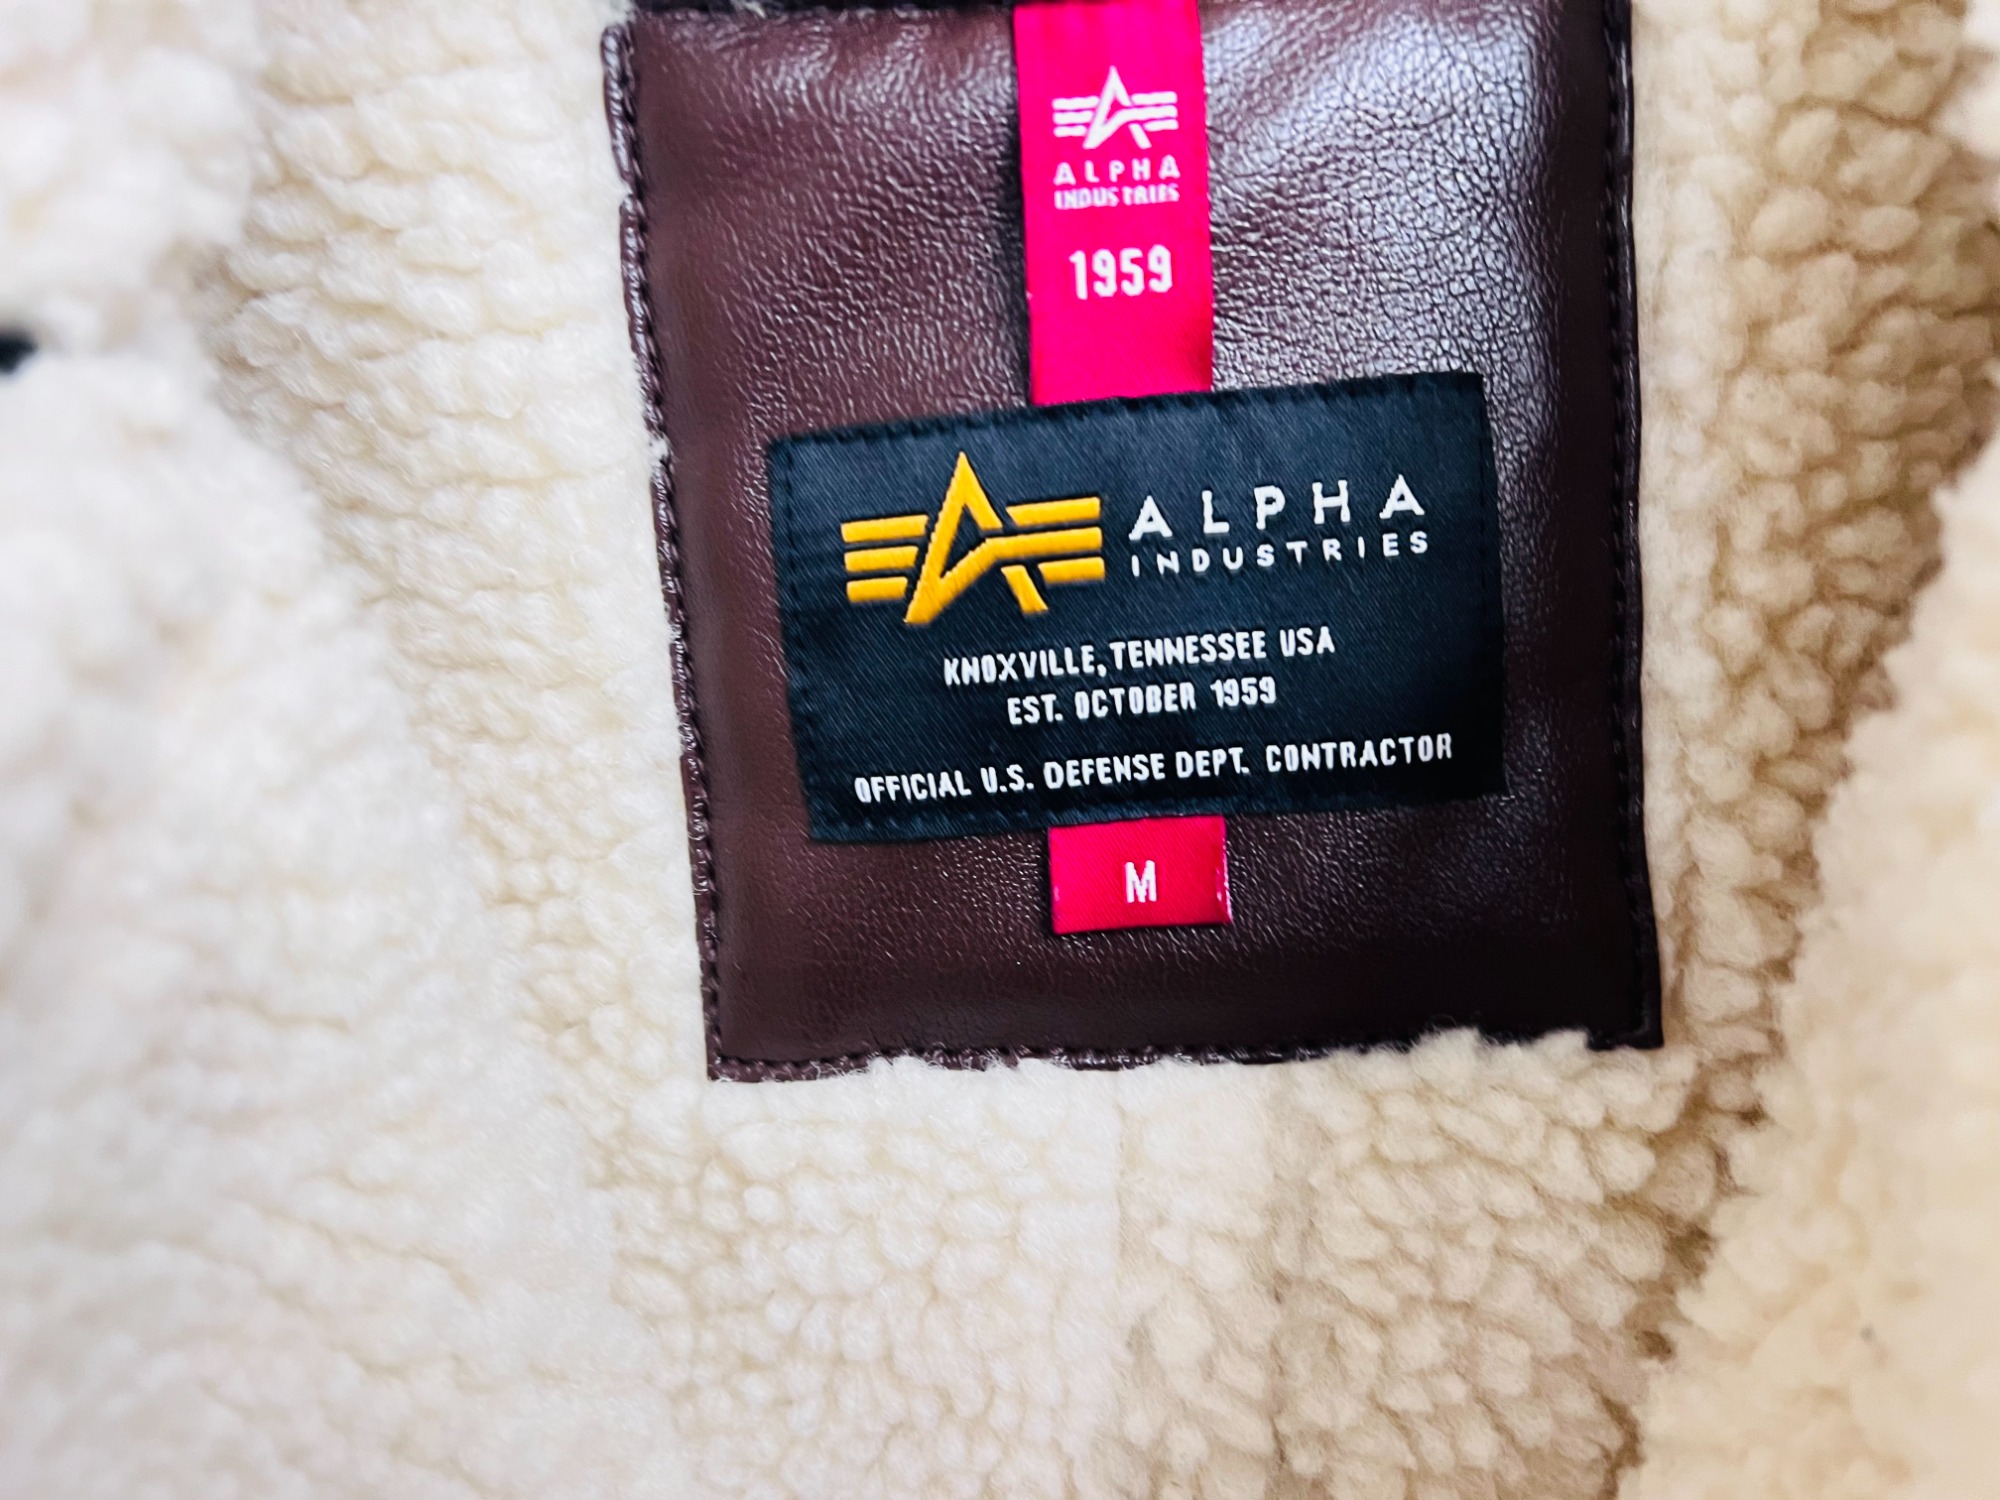 ALPHA
INDUSTRIES
1959
ALPHA
INDUSTRIES
KNOXVILLE, TENNESSEE USA
EST. OCTOBER 1959
OFFICIAL U.S. DEFENSE DEPT. CONTRACTOR
M